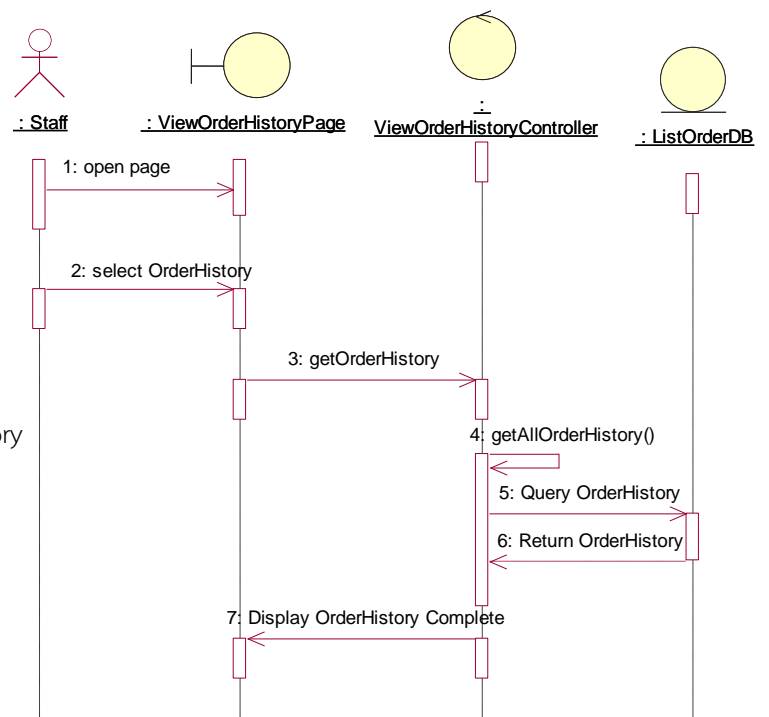 : Staff
: ViewOrderHistoryPage
:
ViewOrderHistoryController
: ListOrderDB
1: open page
2: select OrderHistory
3: getOrderHistory
ory
4: getAllOrderHistory()
5: Query OrderHistory
6: Return OrderHistory
7: Display OrderHistory Complete